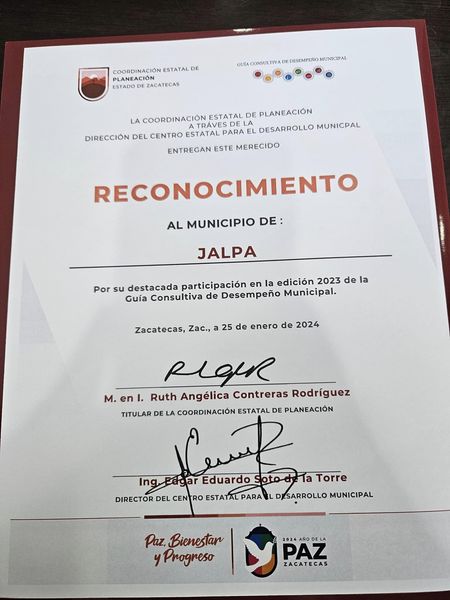 COORDINACIÓN ESTATAL DE
PLANEACIÓN
ESTADO DE ZACATECAS
GUÍA CONSULTIVA DE DESEMPEÑO MUNICIPAL
LA COORDINACIÓN ESTATAL DE PLANEACIÓN
A TRÁVES DE LA
DIRECCIÓN DEL CENTRO ESTATAL PARA EL DESARROLLO MUNICPAL
ENTREGAN ESTE MERECIDO
RECONOCIMIENTO
AL MUNICIPIO DE :
JALPA
Por su destacada participación en la edición 2023 de la
Guía Consultiva de Desempeño Municipal.
Zacatecas, Zac., a 25 de enero de 2024
M. en I. Ruth Angélica Contreras Rodríguez
TITULAR DE LA COORDINACIÓN ESTATAL DE PLANEACIÓN
Ing. Edgar Eduardo Soto de la Torre
DIRECTOR DEL CENTRO ESTATAL PARA EL DESARROLLO MUNICIPAL
Paz, Bienestar
y Progreso
2024 AÑO DE LA
PAZ
ZACATECAS